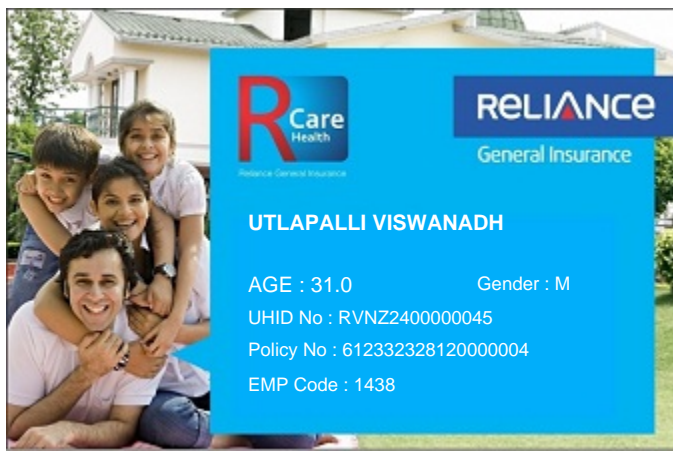 RCare
Health
Reliance General Insurance
RELIANCE
General Insurance
UTLAPALLI VISWANADH
AGE : 31.0 Gender : M
UHID No : RVNZ2400000045
Policy No : 612332328120000004
EMP Code : 1438